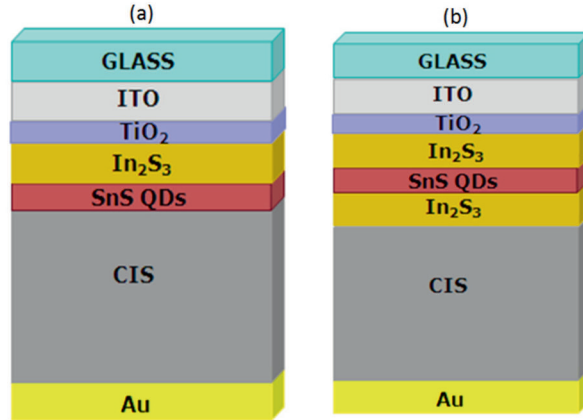 (a)
GLASS
ITO
TiO₂
In₂S₃
SnS QDs
CIS
Au
(b)
GLASS
ITO
TiO₂
In₂S₃
SnS QDs
In₂S₃
CIS
Au